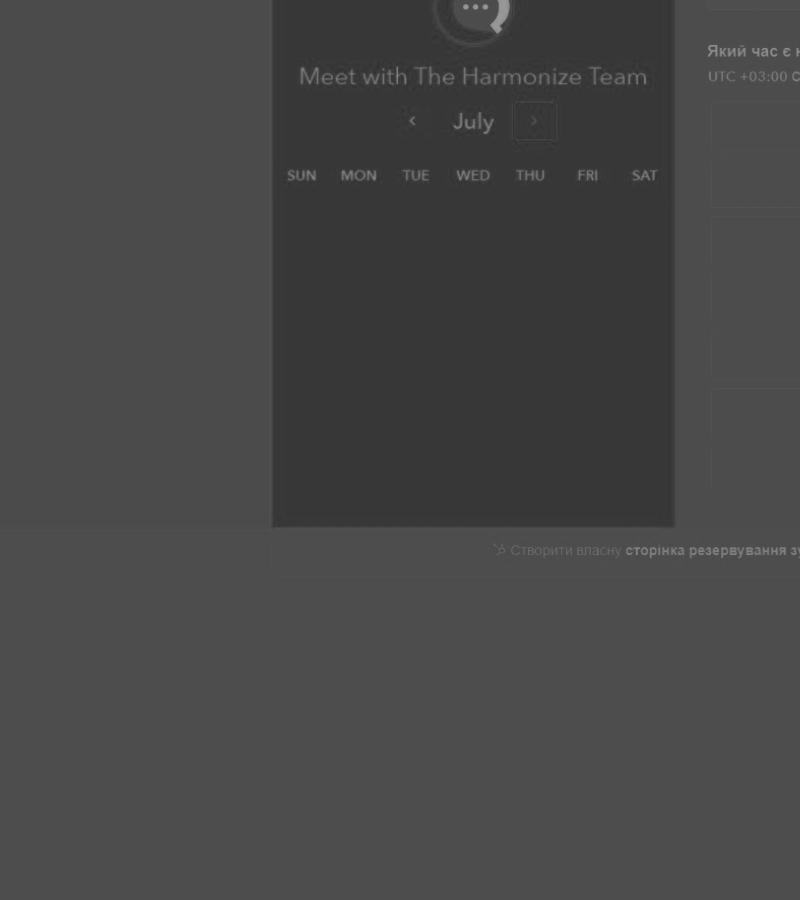 Meet with The Harmonize Team
July
SUN MON TUE WED THU FRI SAT
Який час є
UTC +03:00
Створити власну сторінка резервування